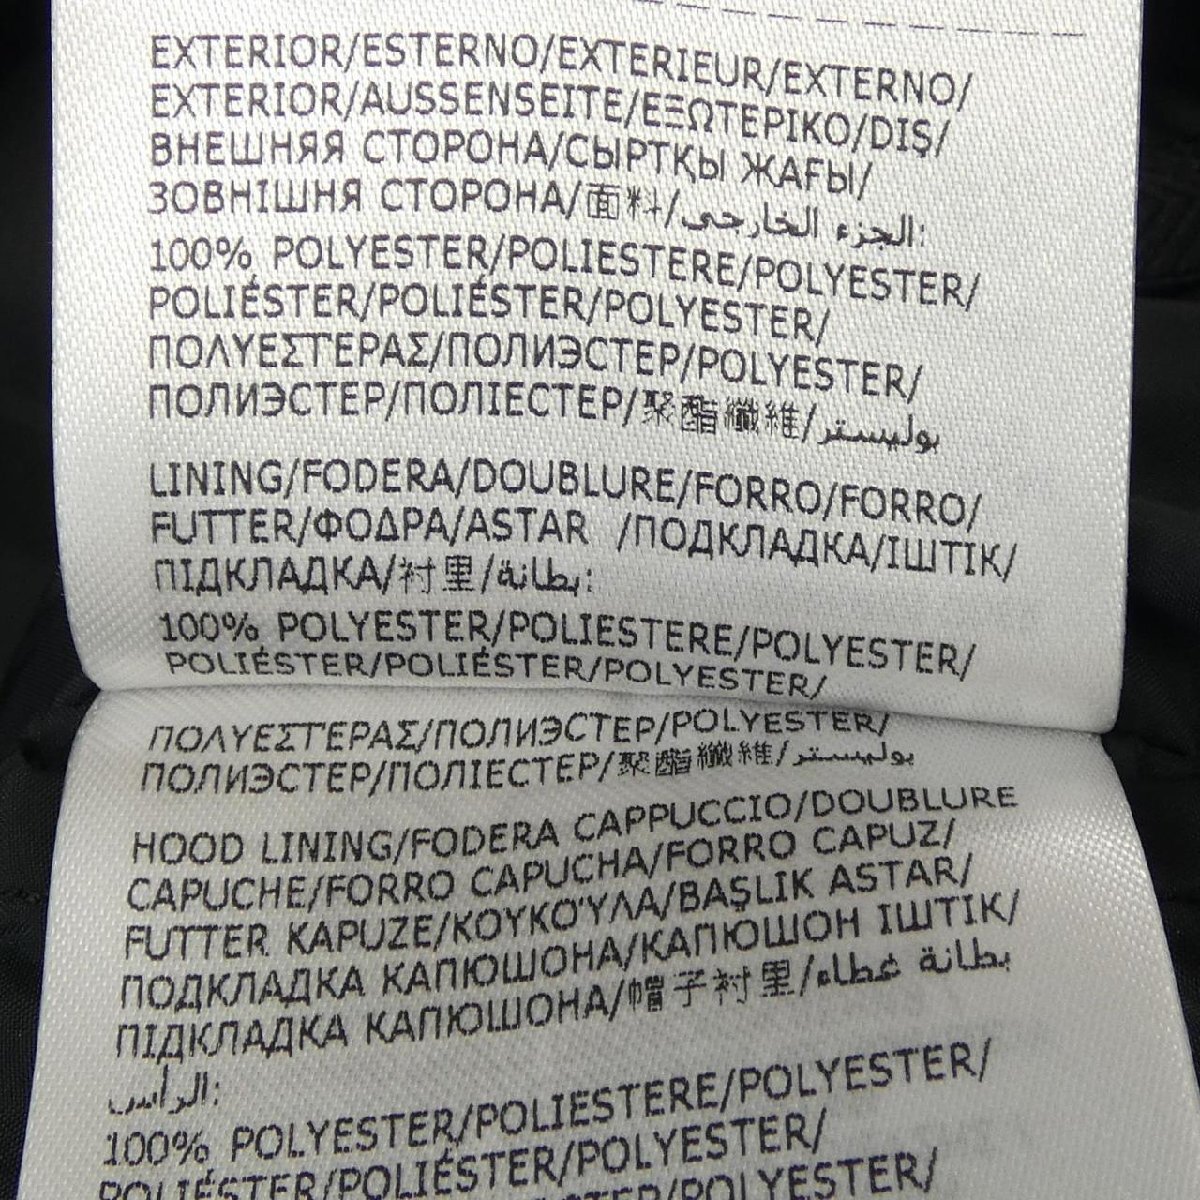 EXTERIOR/ESTERNO/EXTERIEUR/EXTERNO/
EXTERIOR/AUSSENSEITE/ΕΞΩΤΕΡΙΚΟ/DIŞ/
ВНЕШНЯЯ СТОРОНА/СЫРТҚЫ ЖАҒЫ/
ЗОВНІШНЯ СТОРОНА/面料/الجزء الخارجي:
100% POLYESTER/POLIESTERE/POLYESTER/
POLIÉSTER/POLIÉSTER/POLYESTER/
ΠΟΛΥΕΣΤΕΡΑΣ/ПОЛИЭСТЕР/POLYESTER/
ПОЛИЭСТЕР/ПОЛІЕСТЕР/聚酯纖維/بوليستر
LINING/FODERA/DOUBLURE/FORRO/FORRO/
FUTTER/ΦΟΔΡΑ/ASTAR /ПОДКЛАДКА/ІШТІК/
ПІДКЛАДКА/衬里/بطانة:
100% POLYESTER/POLIESTERE/POLYESTER/
POLIÉSTER/POLIÉSTER/POLYESTER/
ΠΟΛΥΕΣΤΕΡΑΣ/ПОЛИЭСТЕР/POLYESTER/
ПОЛИЭСТЕР/ПОЛІЕСТЕР/聚酯纖維/بوليستر
HOOD LINING/FODERA CAPPUCCIO/DOUBLURE
CAPUCHE/FORRO CAPUCHA/FORRO CAPUZ/
FUTTER KAPUZE/ΚΟΥΚΟΎΛΑ/BAŞLIK ASTAR/
ПОДКЛАДКА КАПЮШОНА/КАПЮШОН ІШТІК/
ПІДКЛАДКА КАПЮШОНА/帽子衬里/بطانة غطاء
الرأس:
100% POLYESTER/POLIESTERE/POLYESTER/
POLIÉSTER/POLIÉSTER/POLYESTER/
POLYESTER/